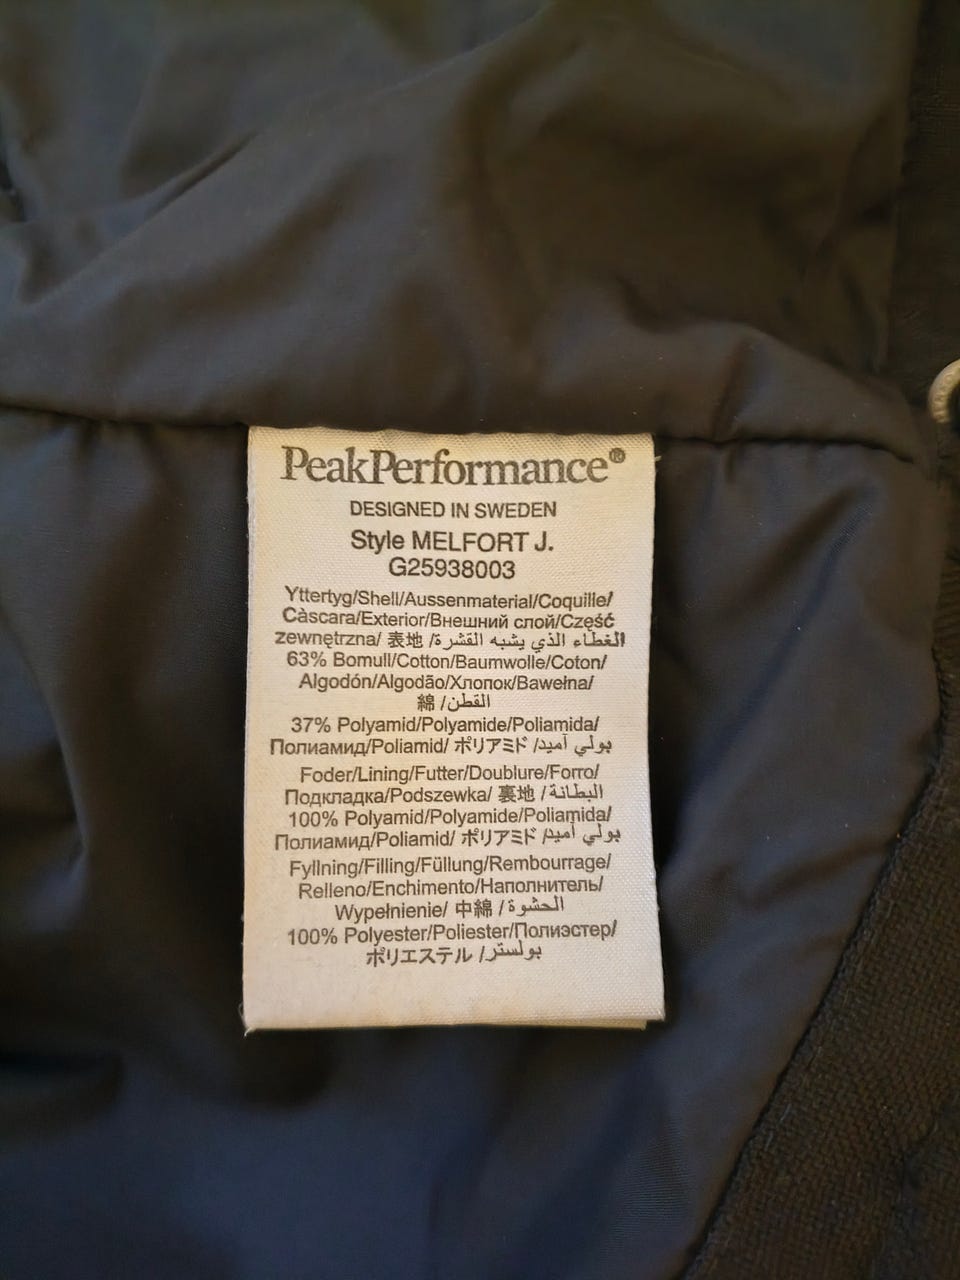 PeakPerformance®
DESIGNED IN SWEDEN
Style MELFORT J.
G25938003
Yttertyg/Shell/Aussenmaterial/Coquille/
Càscara/Exterior/Внешний слой/Część
zewnętrzna/ 表地 /الغطاء الذي يشبه القشرة
63% Bomull/Cotton/Baumwolle/Coton/
Algodón/Algodão/Хлопок/Bawełna/
綿 /القطن
37% Polyamid/Polyamide/Poliamida/
Полиамид/Poliamid/ ポリアミド /بولي أميد
Foder/Lining/Futter/Doublure/Forro/
Подкладка/Podszewka/ 裏地 /البطانة
100% Polyamid/Polyamide/Poliamida/
Полиамид/Poliamid/ ポリアミド /بولي أميد
Fyllning/Filling/Füllung/Rembourrage/
Relleno/Enchimento/Наполнитель/
Wypełnienie/ 中綿 /الحشوة
100% Polyester/Poliester/Полиэстер/
ポリエステル /بولستر